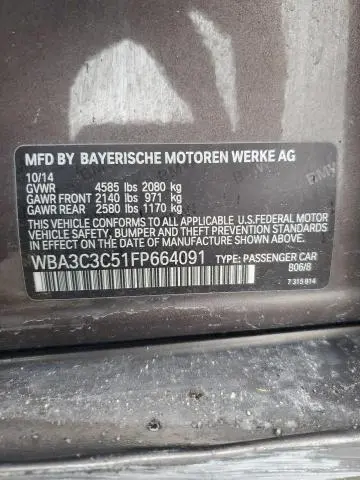 MFD BY BAYERISCHE MOTOREN WERKE AG
10/14
GVWR 4585 lbs 2080 kg
GAWR FRONT 2140 lbs 971 kg
GAWR REAR 2580 lbs 1170 kg
THIS VEHICLE CONFORMS TO ALL APPLICABLE U.S.FEDERAL MOTOR
VEHICLE SAFETY, BUMPER, AND THEFT PREVENTION STANDARDS
IN EFFECT ON THE DATE OF MANUFACTURE SHOWN ABOVE.
WBA3C3C51FP664091 TYPE: PASSENGER CAR
B06/8
7 315 814